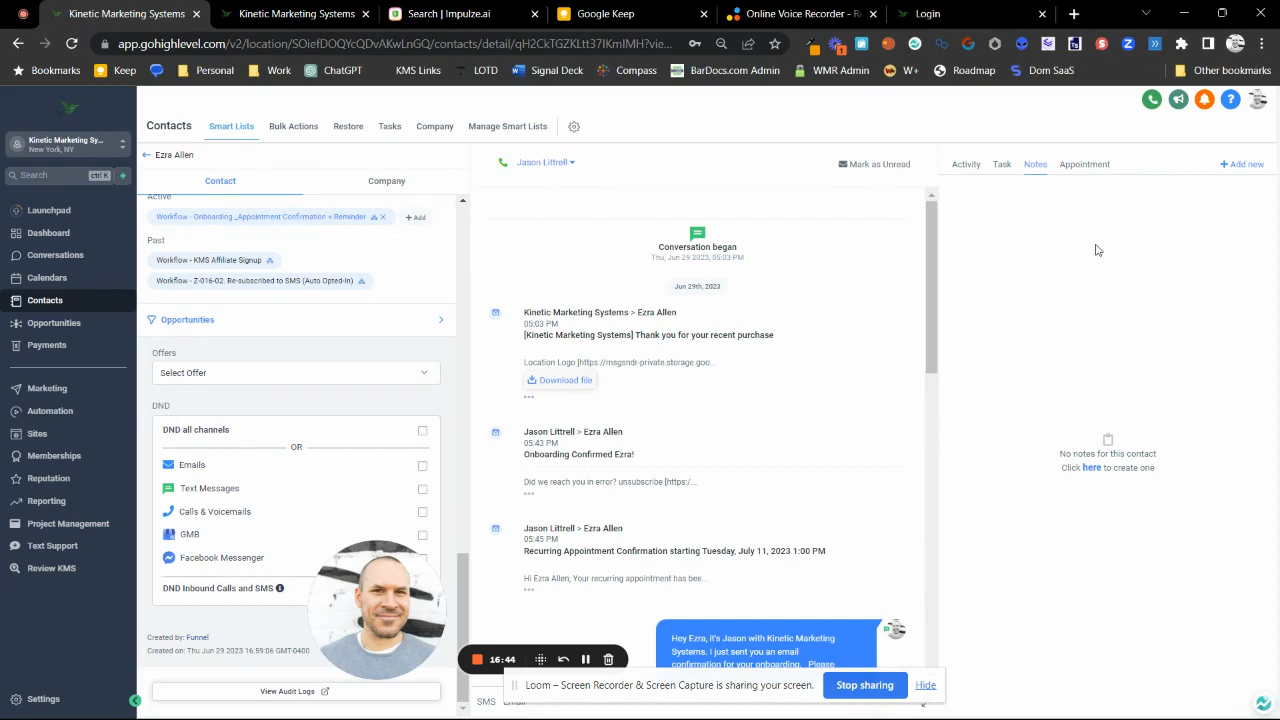 Kinetic Marketing Systems
Kinetic Marketing Systems
Search | Impulze.ai
Google Keep
Online Voice Recorder - Re
Login
app.gohighlevel.com/v2/location/SOiefDOQYcQDvAKwLnGQ/contacts/detail/qH2CkTGZKLtt37IKmIMH?vie...
Bookmarks
Keep
Personal
Work
ChatGPT
KMS Links
LOTD
Signal Deck
Compass
BarDocs.com Admin
WMR Admin
W+
Roadmap
Dom SaaS
Other bookmarks
Kinetic Marketing Sy...
New York, NY
Search
ctrl K
Launchpad
Dashboard
Conversations
Calendars
Contacts
Opportunities
Payments
Marketing
Automation
Sites
Memberships
Reputation
Reporting
Project Management
Text Support
Review KMS
Settings
Contacts
Smart Lists
Bulk Actions
Restore
Tasks
Company
Manage Smart Lists
Ezra Allen
Contact
Company
Active
Workflow - Onboarding _Appointment Confirmation + Reminder
Add
Past
Workflow - KMS Affiliate Signup
Workflow - Z-016-02. Re-subscribed to SMS (Auto Opted-In)
Opportunities
Offers
Select Offer
DND
DND all channels
OR
Emails
Text Messages
Calls & Voicemails
GMB
Facebook Messenger
DND Inbound Calls and SMS
Created by: Funnel
Created on: Thu Jun 29 2023 16:59:06 GMT-0400
View Audit Logs
Jason Littrell
Mark as Unread
Conversation began
Thu, Jun 29 2023, 05:03 PM
Jun 29th, 2023
Kinetic Marketing Systems > Ezra Allen
05:03 PM
[Kinetic Marketing Systems] Thank you for your recent purchase
Location Logo [https://msgsndr-private.storage.goo...
Download file
Jason Littrell > Ezra Allen
05:43 PM
Onboarding Confirmed Ezra!
Did we reach you in error? unsubscribe [https:/...
Jason Littrell > Ezra Allen
05:45 PM
Recurring Appointment Confirmation starting Tuesday, July 11, 2023 1:00 PM
Hi Ezra Allen, Your recurring appointment has bee...
Hey Ezra, it's Jason with Kinetic Marketing
Systems. I just sent you an email
confirmation for your onboarding. Please
SMS
Email
Activity
Task
Notes
Appointment
Add new
No notes for this contact
Click here to create one
16:44
Loom – Screen Recorder & Screen Capture is sharing your screen.
Stop sharing
Hide